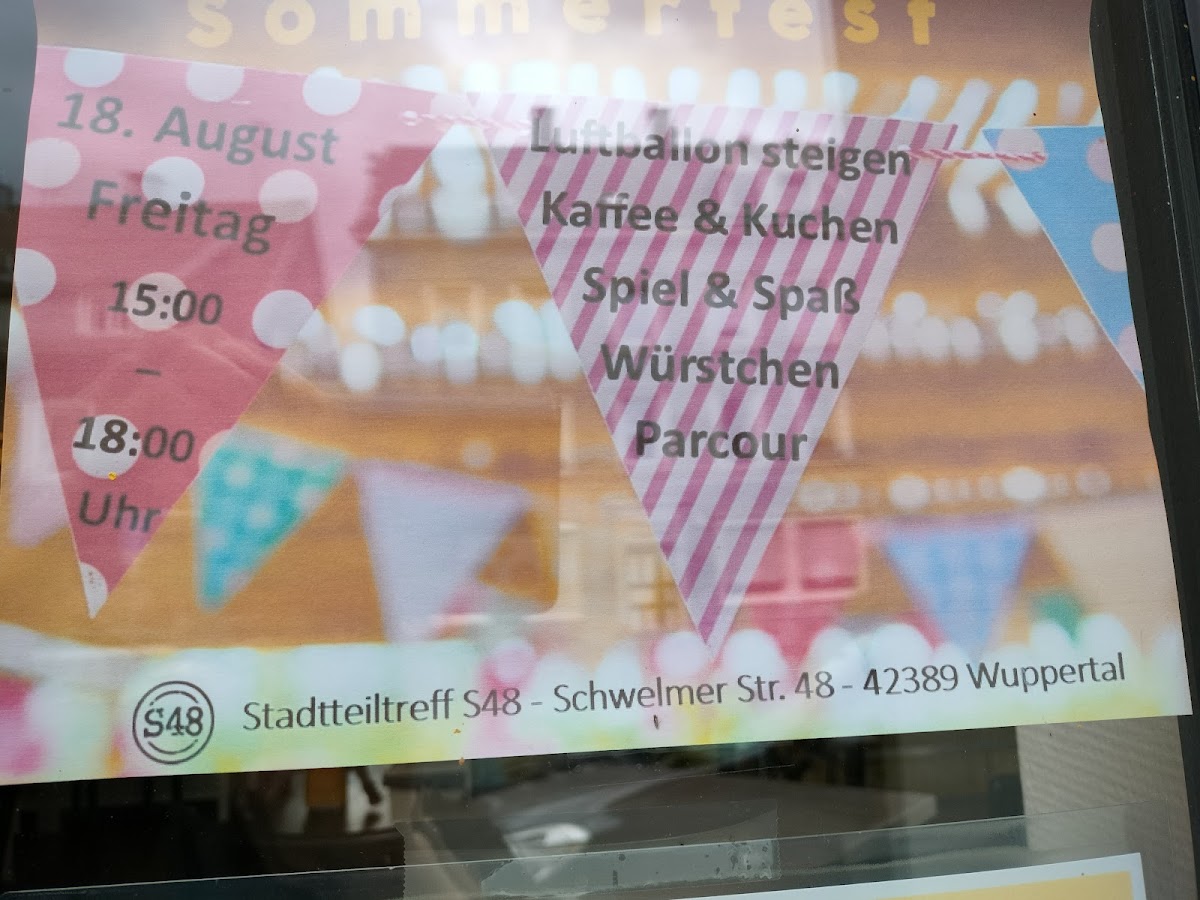 Sommerfest
18. August
Freitag
15:00
–
18:00
Uhr
Luftballon steigen
Kaffee & Kuchen
Spiel & Spaß
Würstchen
Parcour
S48
Stadtteiltreff S48 - Schwelmer Str. 48 - 42389 Wuppertal